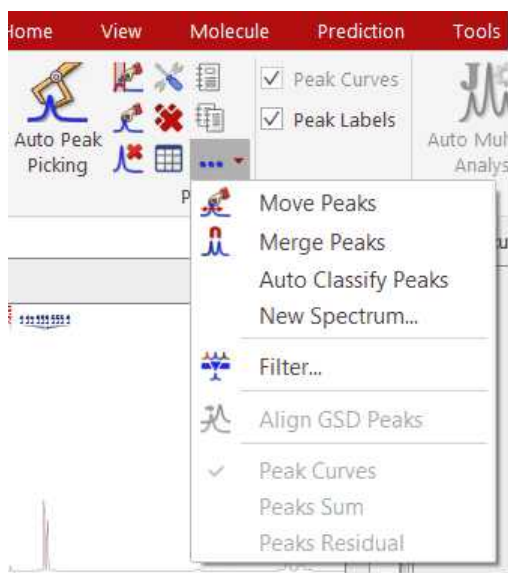 Home View Molecule Prediction Tools
Auto Peak
Picking
Peak Curves
Peak Labels
Auto Mul
Analys
P
Move Peaks
Merge Peaks
Auto Classify Peaks
New Spectrum...
Filter...
Align GSD Peaks
Peak Curves
Peaks Sum
Peaks Residual